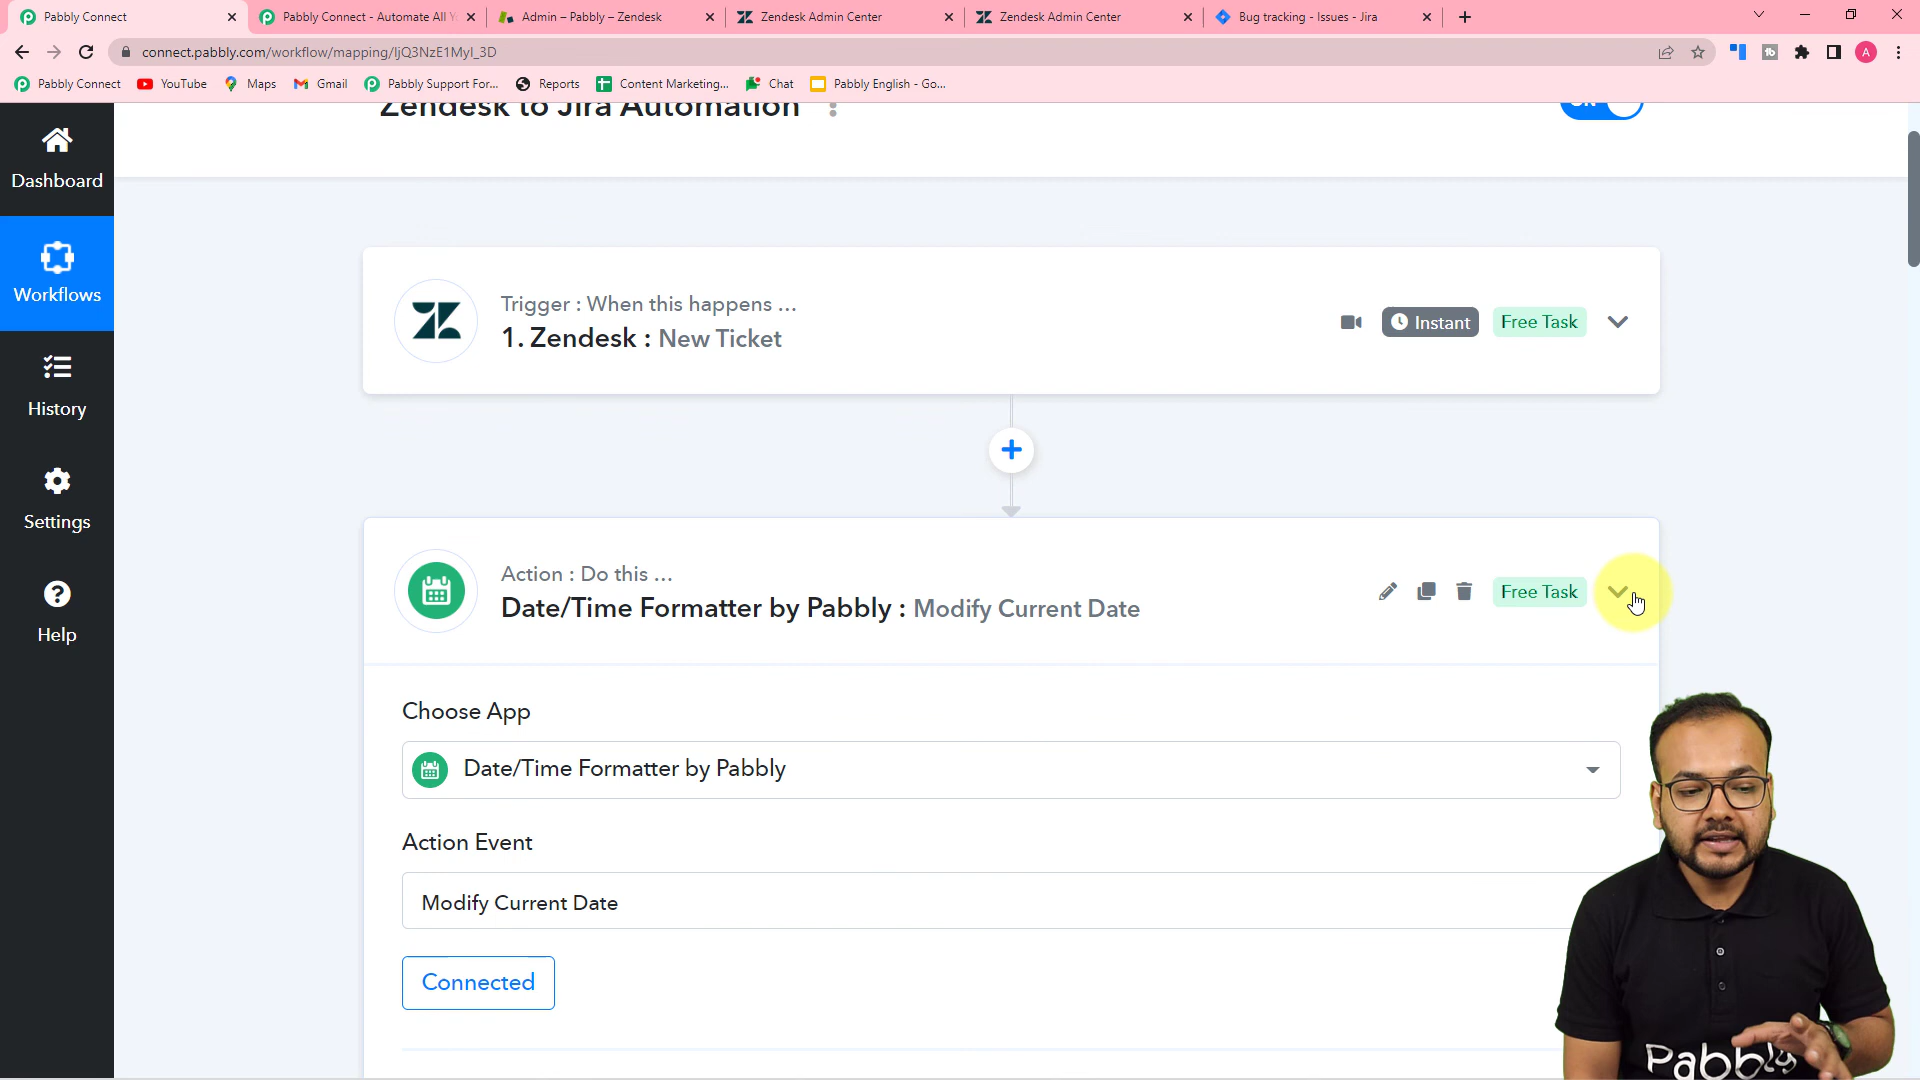 Pabbly Connect
Pabbly Connect - Automate All Y
Admin – Pabbly – Zendesk
Zendesk Admin Center
Zendesk Admin Center
Bug tracking - Issues - Jira
connect.pabbly.com/workflow/mapping/IjQ3NzE1MyI_3D
A
Pabbly Connect
YouTube
Maps
Gmail
Pabbly Support For...
Reports
Content Marketing...
Chat
Pabbly English - Go...
Zendesk to Jira Automation
ON
Dashboard
Workflows
History
Settings
Help
Trigger : When this happens ...
1. Zendesk : New Ticket
Instant
Free Task
Action : Do this ...
Date/Time Formatter by Pabbly : Modify Current Date
Free Task
Choose App
Date/Time Formatter by Pabbly
Action Event
Modify Current Date
Connected
Pabbly